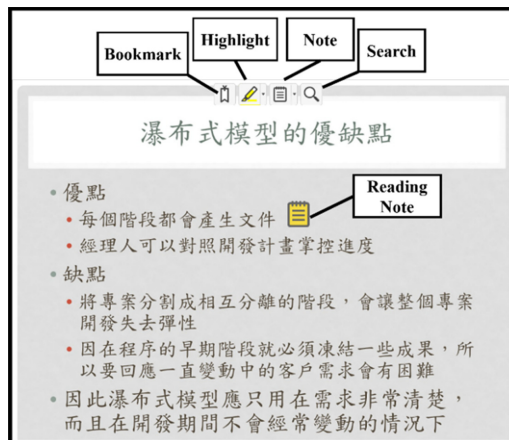 Bookmark
Highlight
Note
Search
瀑布式模型的優缺點
• 優點
• 每個階段都會產生文件
Reading
Note
• 經理人可以對照開發計畫掌控進度
• 缺點
• 將專案分割成相互分離的階段，會讓整個專案
開發失去彈性
• 因在程序的早期階段就必須凍結一些成果，所
以要回應一直變動中的客戶需求會有困難
• 因此瀑布式模型應只用在需求非常清楚，
而且在開發期間不會經常變動的情況下